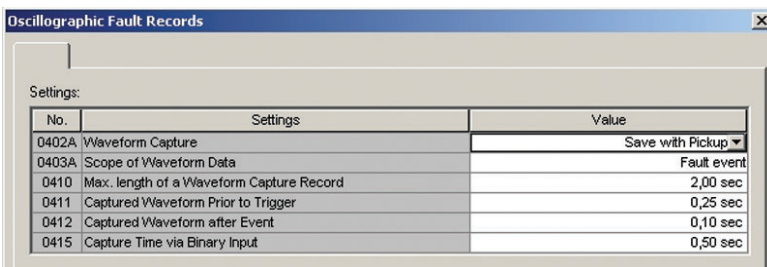 Oscillographic Fault Records
Settings:
No. Settings Value
0402A Waveform Capture Save with Pickup
0403A Scope of Waveform Data Fault event
0410 Max. length of a Waveform Capture Record 2,00 sec
0411 Captured Waveform Prior to Trigger 0,25 sec
0412 Captured Waveform after Event 0,10 sec
0415 Capture Time via Binary Input 0,50 sec